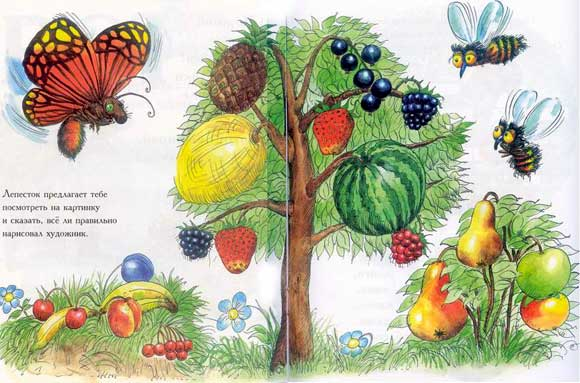 Лепесток предлагает тебе
посмотреть на картинку
и сказать, всё ли правильно
нарисовал художник.